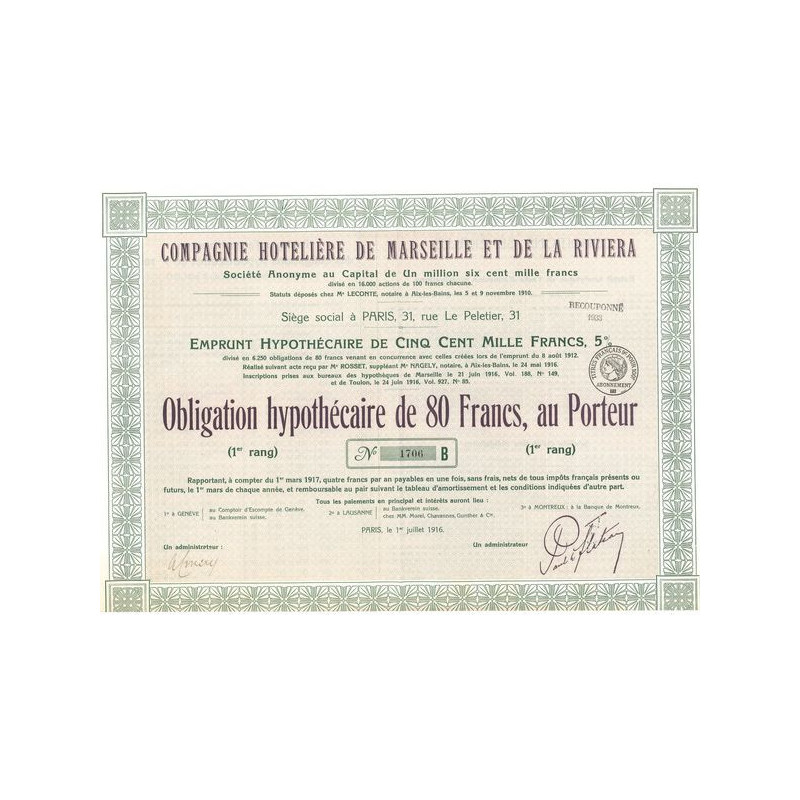 COMPAGNIE HOTELIÈRE DE MARSEILLE ET DE LA RIVIERA
Société Anonyme au Capital de Un million six cent mille francs
divisé en 16.000 actions de 100 francs chacune.
Statuts déposés chez Me LECONTE, notaire à Aix-les-Bains, les 5 et 9 novembre 1910.
RECOUPONNÉ
1933
Siège social à PARIS, 31, rue Le Peletier, 31
EMPRUNT HYPOTHÉCAIRE DE CINQ CENT MILLE FRANCS, 5%
divisé en 6.250 obligations de 80 francs venant en concurrence avec celles créées lors de l'emprunt du 8 août 1912.
Réalisé suivant acte reçu par Me ROSSET, suppléant Me NAGELY, notaire, à Aix-les-Bains, le 24 mai 1916.
Inscriptions prises aux bureaux des hypothèques de Marseille le 21 juin 1916, Vol. 188, No 149,
et de Toulon, le 24 juin 1916, Vol. 927, No 85.
TITRES FRANÇAIS
ABONNEMENT
Obligation hypothécaire de 80 Francs, au Porteur
(1er rang) No 1706 B (1er rang)
Rapportant, à compter du 1er mars 1917, quatre francs par an payables en une fois, sans frais, nets de tous impôts français présents ou
futurs, le 1er mars de chaque année, et remboursable au pair suivant le tableau d'amortissement et les conditions indiquées d'autre part.
Tous les paiements en principal et intérêts auront lieu :
1o à GENÈVE au Comptoir d'Escompte de Genève. au Bankverein suisse.
2o à LAUSANNE au Bankverein suisse. chez MM. Morel, Chavannes, Gunther & Cie.
3o à MONTREUX : à la Banque de Montreux.
PARIS, le 1er juillet 1916.
Un administrateur :
Un administrateur